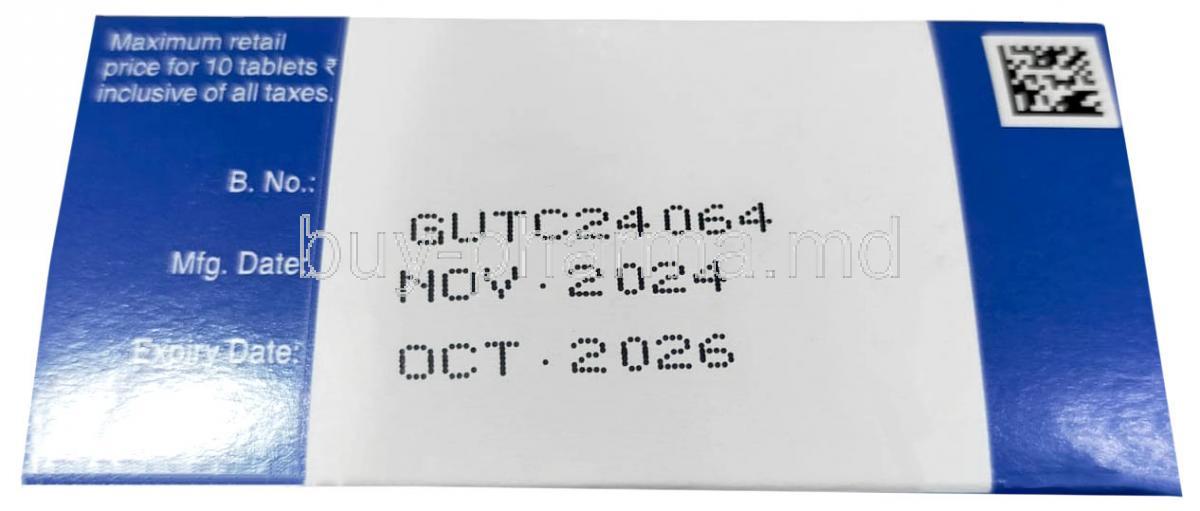 Maximum retail
price for 10 tablets ₹
inclusive of all taxes.
B. No.:
GUTC24064
Mfg. Date:
NOV · 2024
Expiry Date:
OCT · 2026
buy-pharma.md